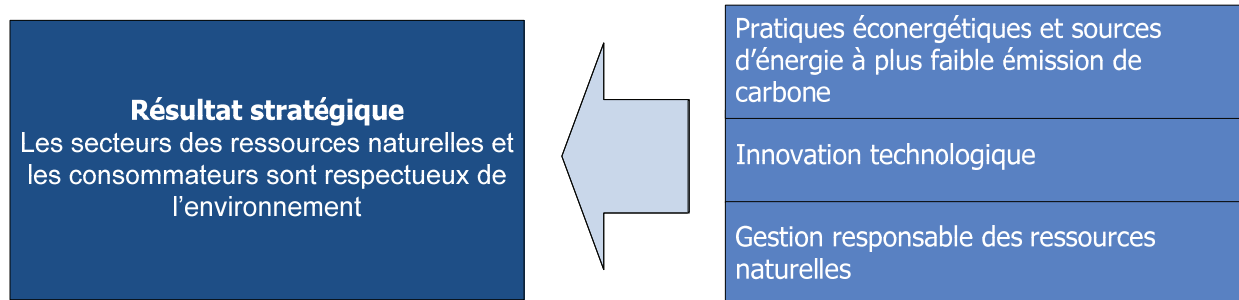 Résultat stratégique
Les secteurs des ressources naturelles et
les consommateurs sont respectueux de
l'environnement
Pratiques éconergétiques et sources
d'énergie à plus faible émission de
carbone
Innovation technologique
Gestion responsable des ressources
naturelles